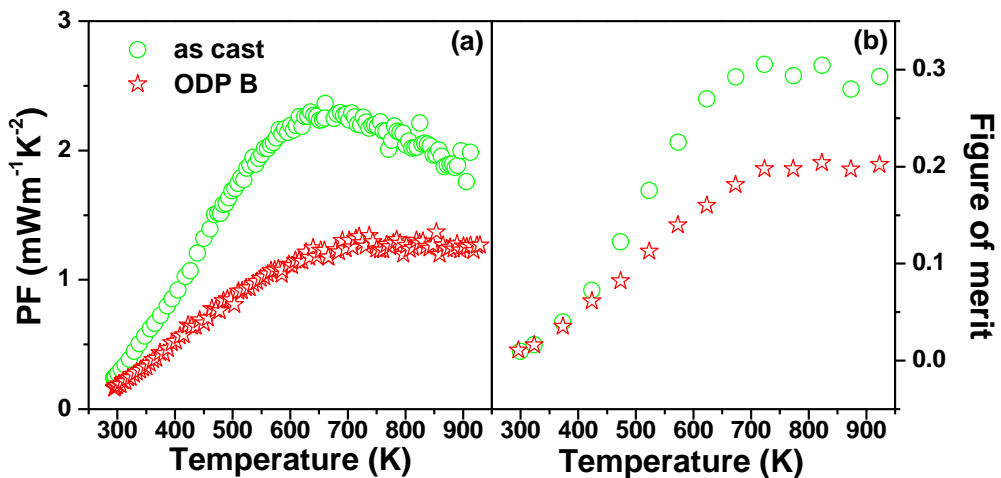 3
2
1
0
PF (mWm⁻¹K⁻²)
(a)
as cast
ODP B
300 400 500 600 700 800 900
Temperature (K)
(b)
0.3
0.2
0.1
0.0
Figure of merit
300 400 500 600 700 800 900
Temperature (K)